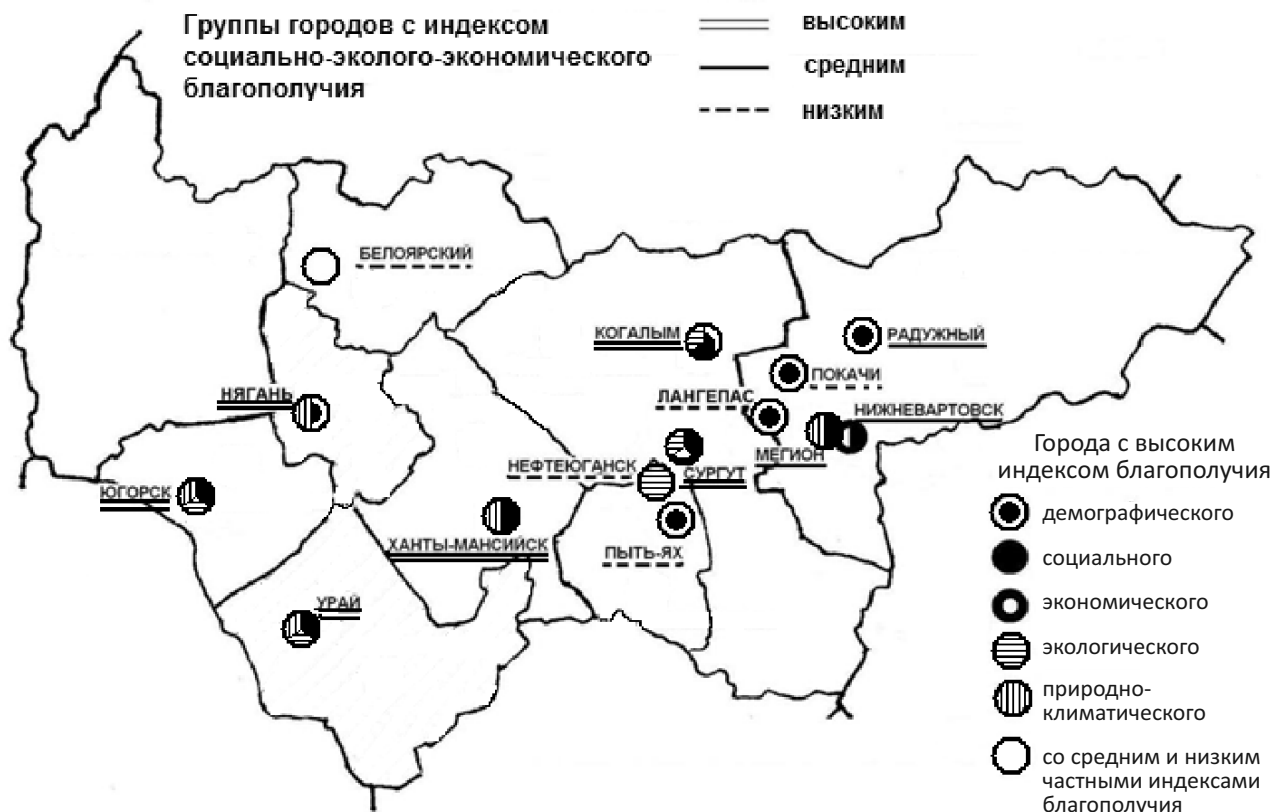 Группы городов с индексом
социально-эколого-экономического
благополучия
высоким
средним
низким
БЕЛОЯРСКИЙ
КОГАЛЫМ
РАДУЖНЫЙ
ПОКАЧИ
НЯГАНЬ
ЛАНГЕПАС
НИЖНЕВАРТОВСК
МЕГИОН
НЕФТЕЮГАНСК
СУРГУТ
ЮГОРСК
ХАНТЫ-МАНСИЙСК
ПЫТЬ-ЯХ
УРАЙ
Города с высоким
индексом благополучия
демографического
социального
экономического
экологического
природно-
климатического
со средним и низким
частными индексами
благополучия